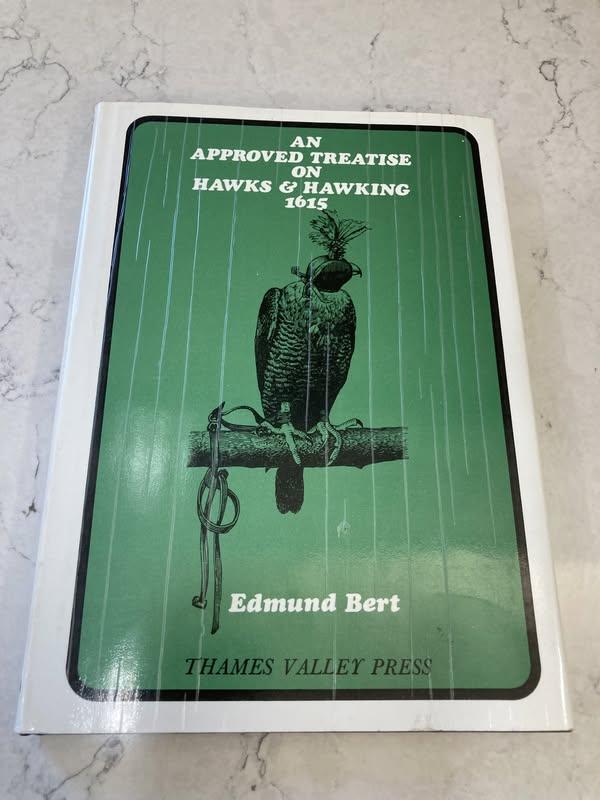 AN
APPROVED TREATISE
ON
HAWKS & HAWKING
1615
Edmund Bert
THAMES VALLEY PRESS